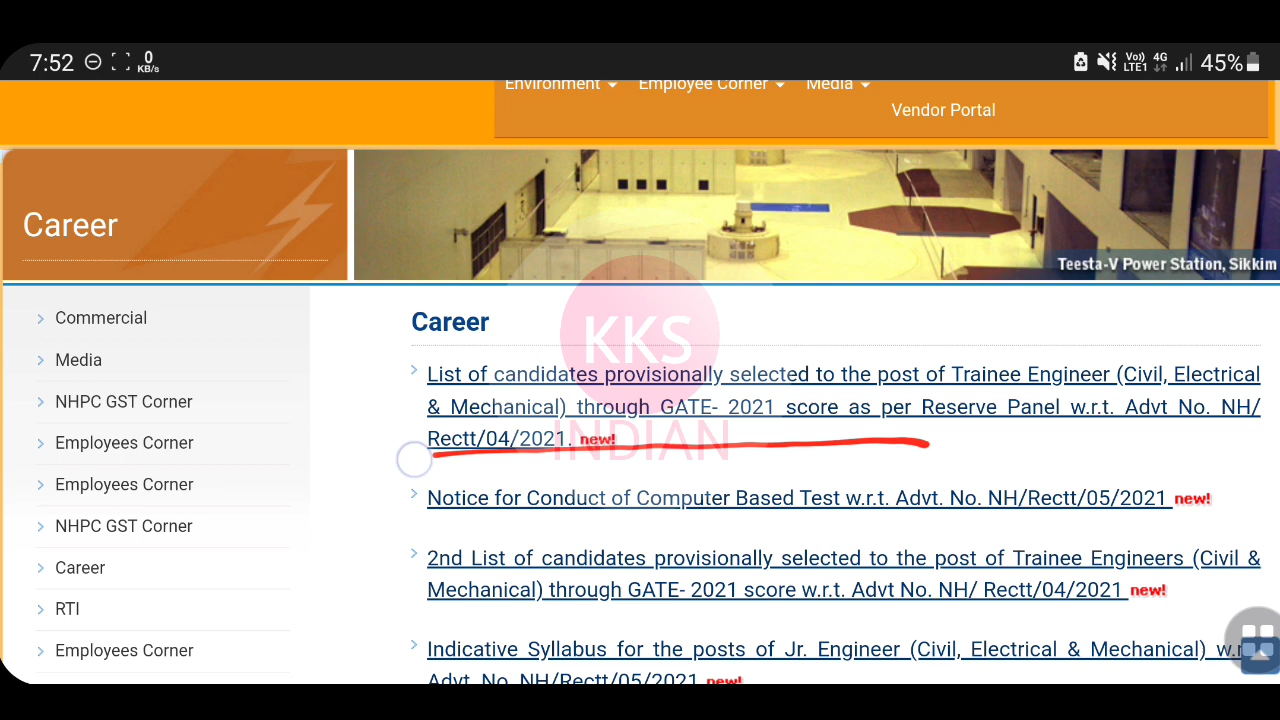 7:52 0 KB/s Vo)) LTE1 4G 45%
Environment Employee Corner Media
Vendor Portal
Career
Teesta-V Power Station, Sikkim
Commercial
Media
NHPC GST Corner
Employees Corner
Employees Corner
NHPC GST Corner
Career
RTI
Employees Corner
Career
List of candidates provisionally selected to the post of Trainee Engineer (Civil, Electrical
& Mechanical) through GATE- 2021 score as per Reserve Panel w.r.t. Advt No. NH/
Rectt/04/2021. new!
Notice for Conduct of Computer Based Test w.r.t. Advt. No. NH/Rectt/05/2021 new!
2nd List of candidates provisionally selected to the post of Trainee Engineers (Civil &
Mechanical) through GATE- 2021 score w.r.t. Advt No. NH/ Rectt/04/2021 new!
Indicative Syllabus for the posts of Jr. Engineer (Civil, Electrical & Mechanical)
Advt. No. NH/Rectt/05/2021 new!
KKS
INDIAN